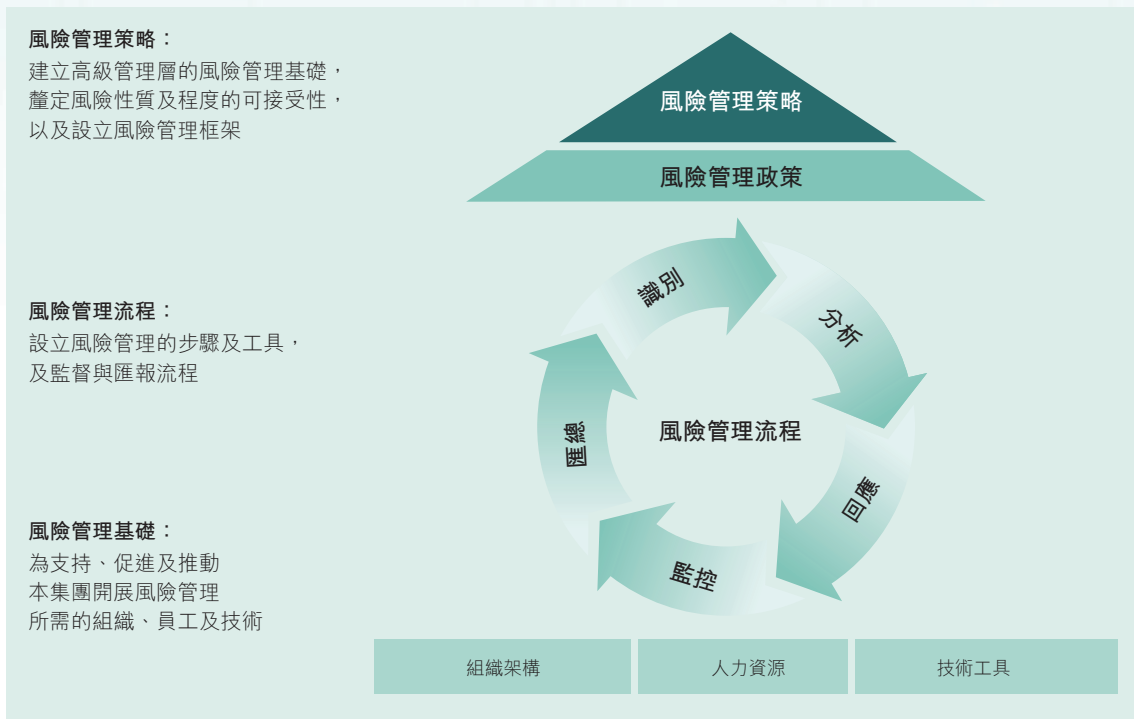 風險管理策略：
建立高級管理層的風險管理基礎，
釐定風險性質及程度的可接受性，
以及設立風險管理框架
風險管理策略
風險管理政策
風險管理流程：
設立風險管理的步驟及工具，
及監督與匯報流程
識別
分析
回應
監控
匯總
風險管理流程
風險管理基礎：
為支持、促進及推動
本集團開展風險管理
所需的組織、員工及技術
組織架構
人力資源
技術工具